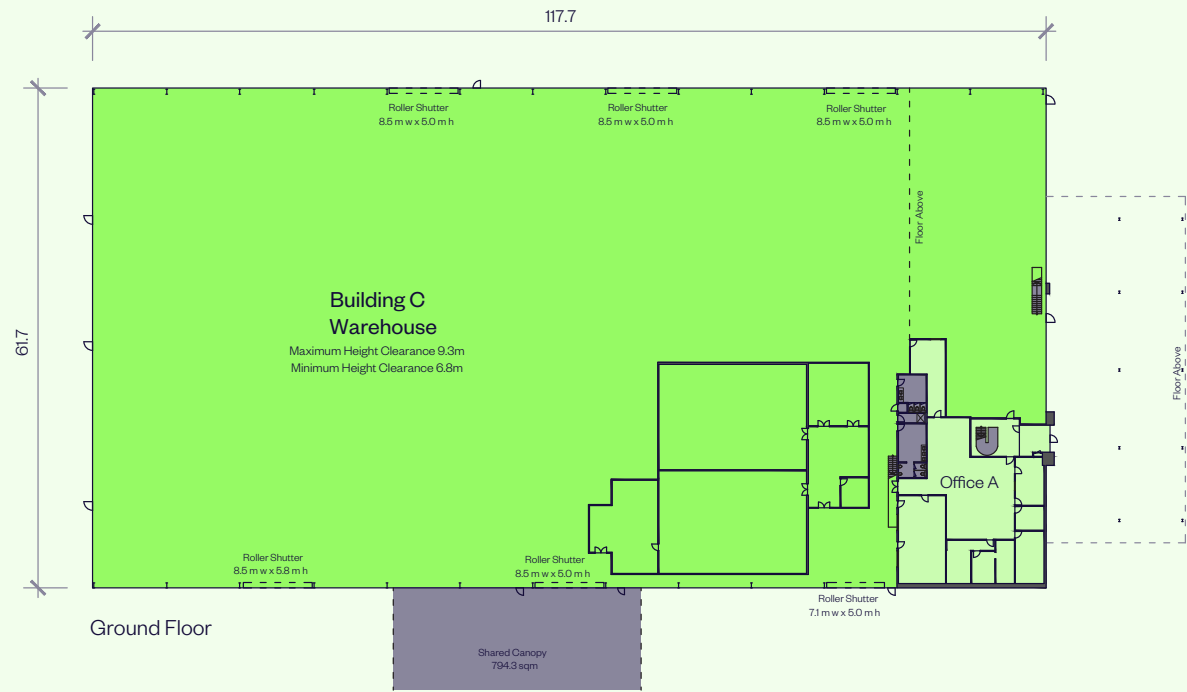 117.7
Roller Shutter
8.5 m w x 5.0 m h
Roller Shutter
8.5 m w x 5.0 m h
Roller Shutter
8.5 m w x 5.0 m h
Floor Above
61.7
Building C
Warehouse
Maximum Height Clearance 9.3m
Minimum Height Clearance 6.8m
Floor Above
Office A
Roller Shutter
8.5 m w x 5.8 m h
Roller Shutter
8.5 m w x 5.0 m h
Roller Shutter
7.1 m w x 5.0 m h
Ground Floor
Shared Canopy
794.3 sqm